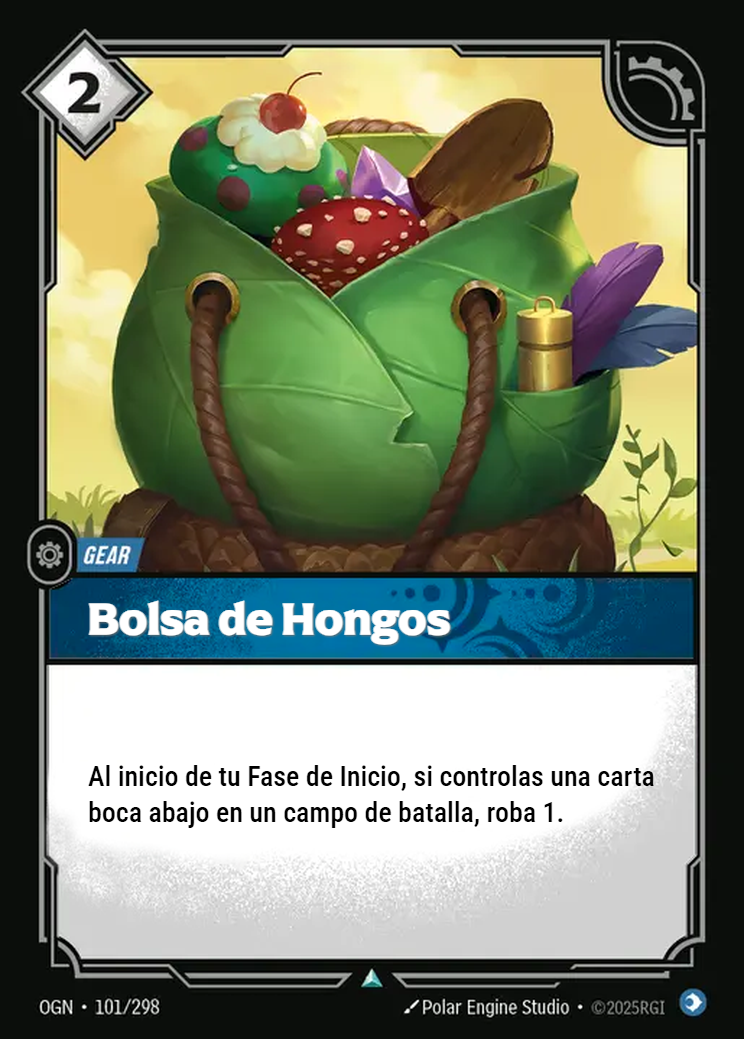 2
GEAR
Bolsa de Hongos
Al inicio de tu Fase de Inicio, si controlas una carta
boca abajo en un campo de batalla, roba 1.
OGN • 101/298
Polar Engine Studio • ©2025RGI